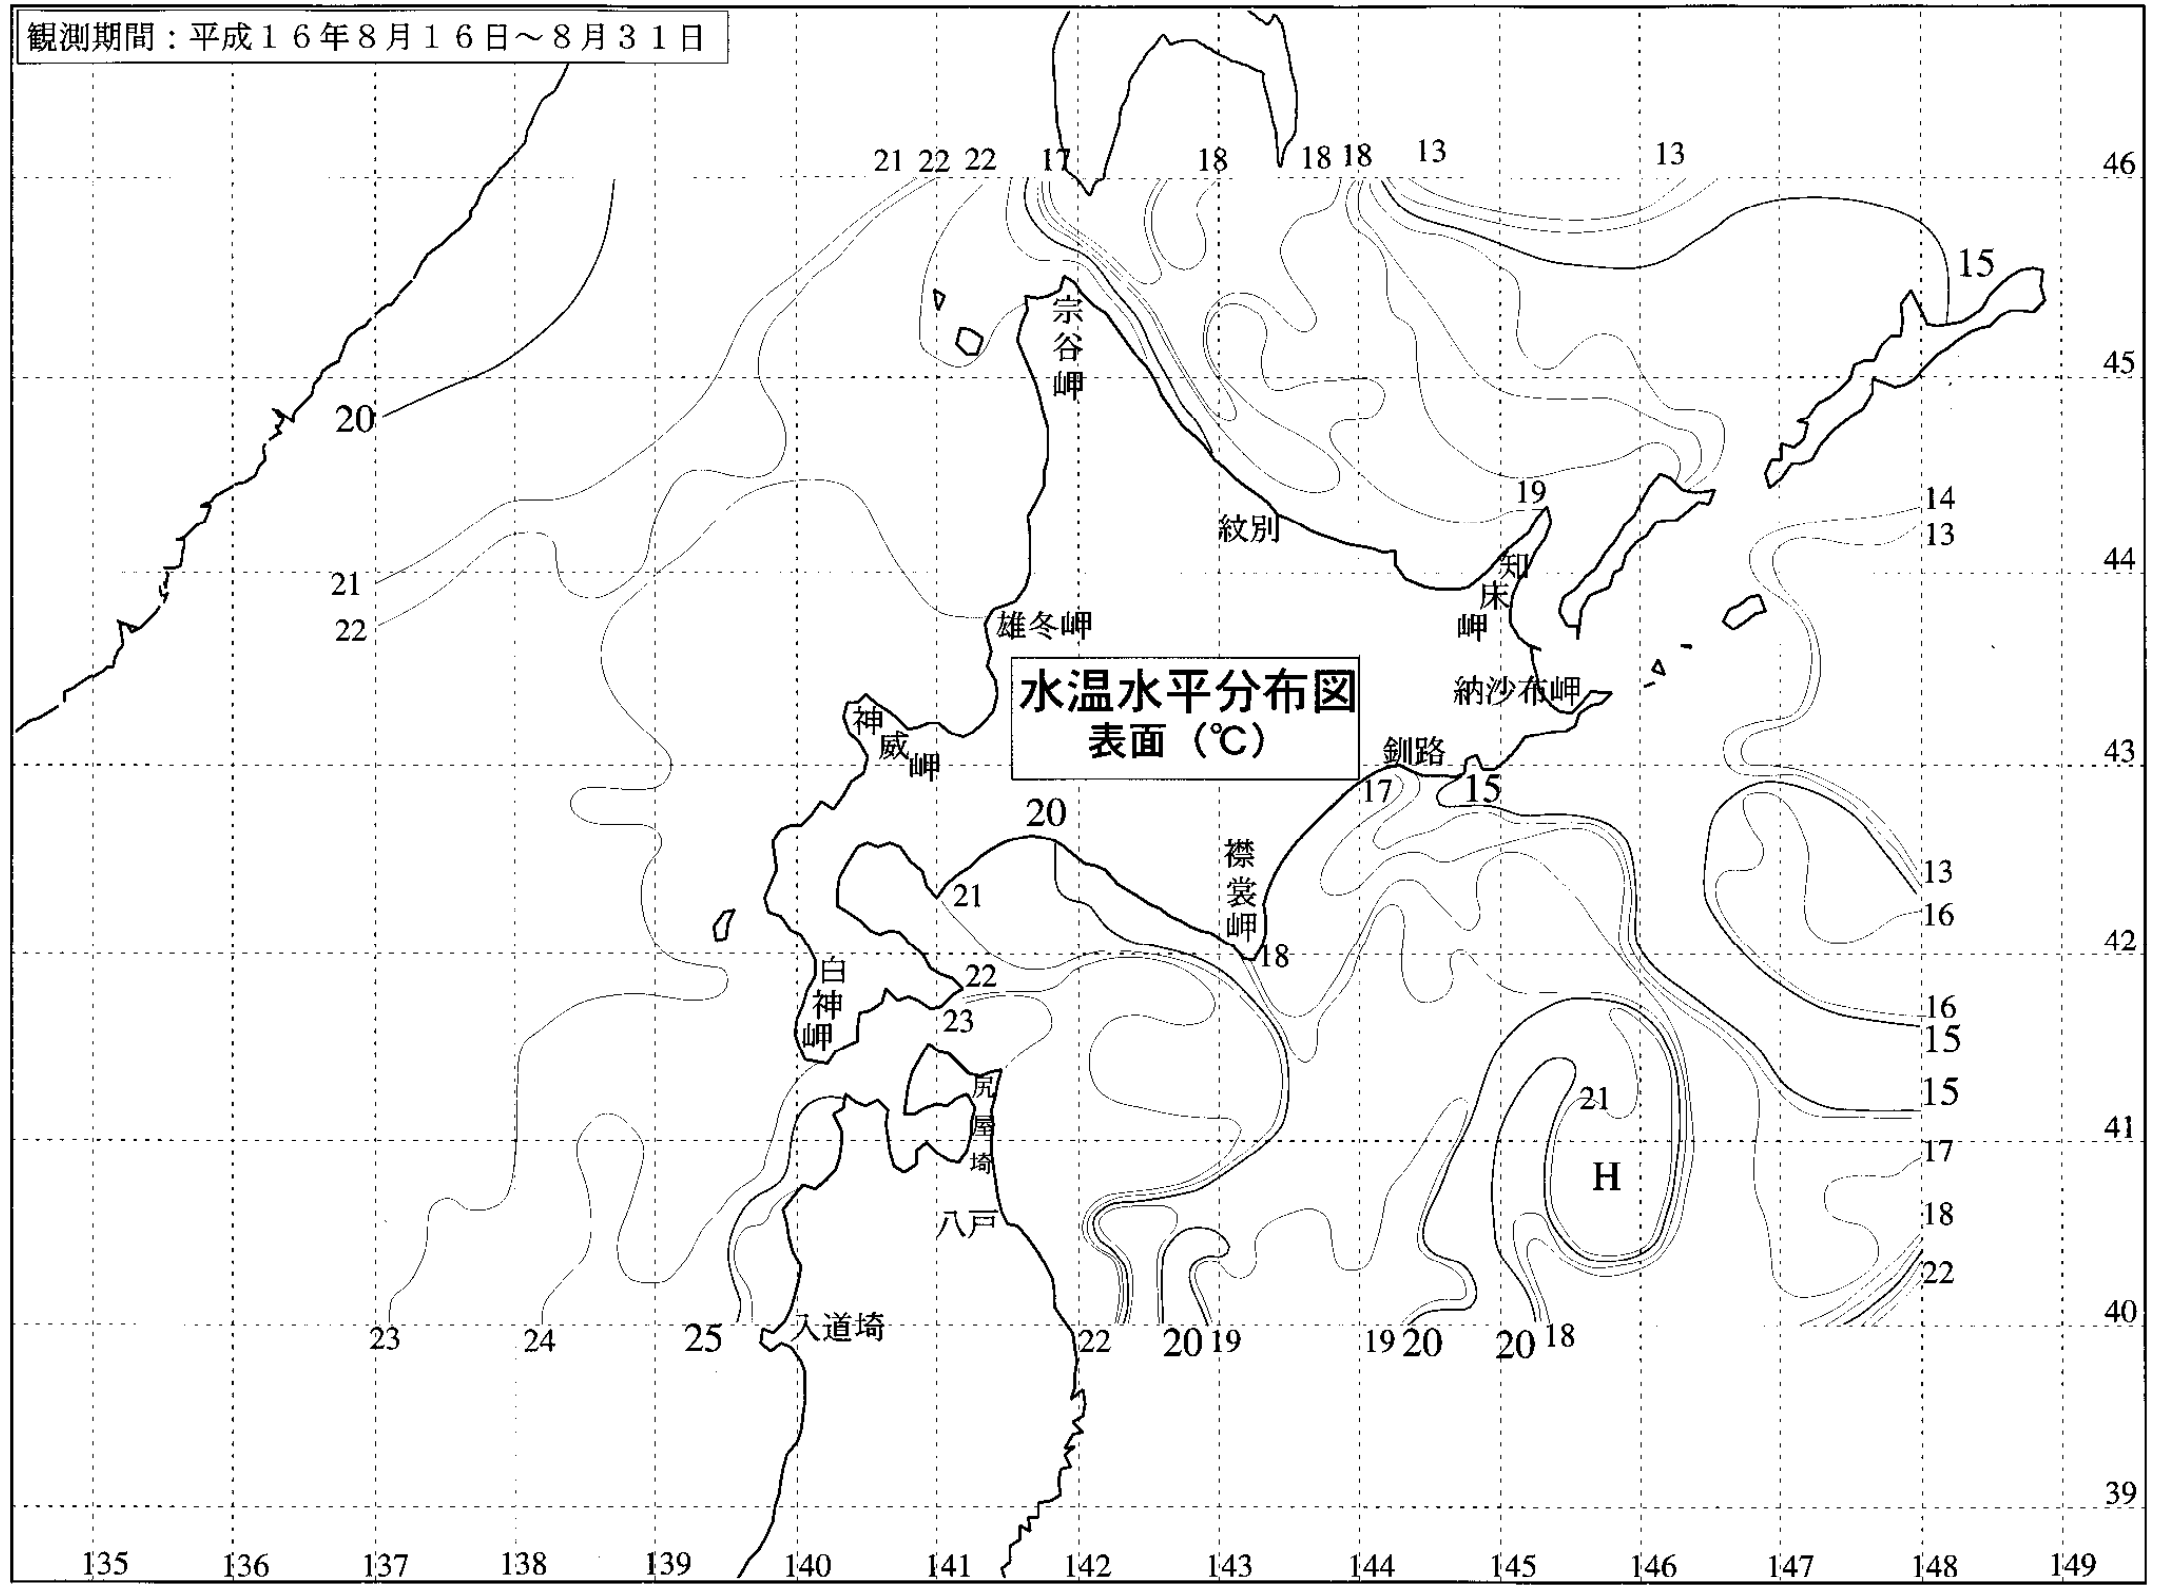 観測期間：平成１６年８月１６日～８月３１日
21 22 22 17 18 18 18 13 13
46
15
宗谷岬
45
20
19
14
紋別
13
44
知床岬
21
22
雄冬岬
水温水平分布図
表面（℃）
納沙布岬
神威岬
釧路
43
17 15
20
襟裳岬
13
21
16
42
18
白神岬
22
23
16
15
尻屋埼
21
15
41
17
H
八戸
18
22
入道埼
40
23 24 25 22 20 19 19 20 20 18
39
135 136 137 138 139 140 141 142 143 144 145 146 147 148 149